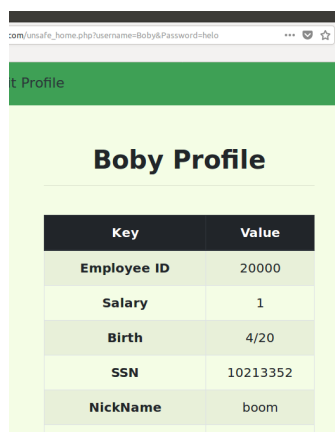 com/unsafe_home.php?username=Boby&Password=helo
it Profile
Boby Profile
Key Value
Employee ID 20000
Salary 1
Birth 4/20
SSN 10213352
NickName boom